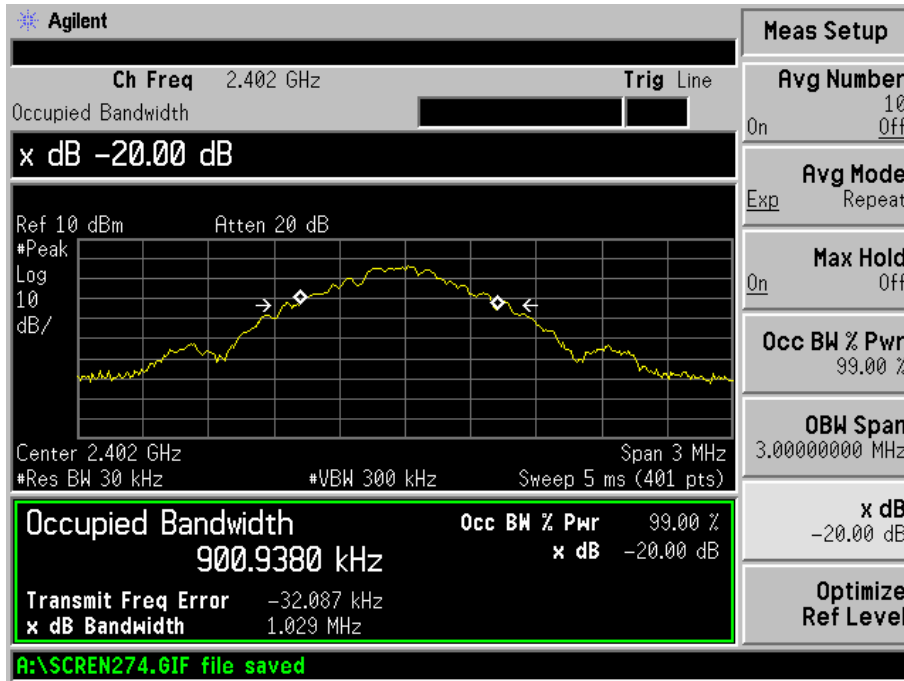 Agilent
Ch Freq 2.402 GHz Trig Line
Occupied Bandwidth
x dB -20.00 dB
Ref 10 dBm Atten 20 dB
#Peak
Log
10
dB/
Center 2.402 GHz Span 3 MHz
#Res BW 30 kHz #VBW 300 kHz Sweep 5 ms (401 pts)
Occupied Bandwidth
900.9380 kHz
Occ BW % Pwr 99.00 %
x dB -20.00 dB
Transmit Freq Error -32.087 kHz
x dB Bandwidth 1.029 MHz
A:\SCREN274.GIF file saved
Meas Setup
Avg Number
10
On Off
Avg Mode
Exp Repeat
Max Hold
On Off
Occ BW % Pwr
99.00 %
OBW Span
3.00000000 MHz
x dB
-20.00 dB
Optimize
Ref Level